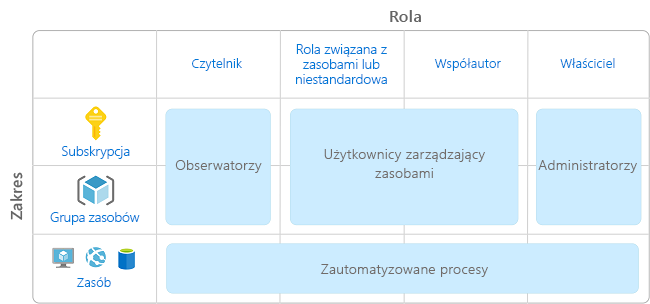 Rola
Czytelnik
Rola związana z
zasobami lub
niestandardowa
Współautor
Właściciel
Zakres
Subskrypcja
Grupa zasobów
Zasób
Obserwatorzy
Użytkownicy zarządzający
zasobami
Administratorzy
Zautomatyzowane procesy